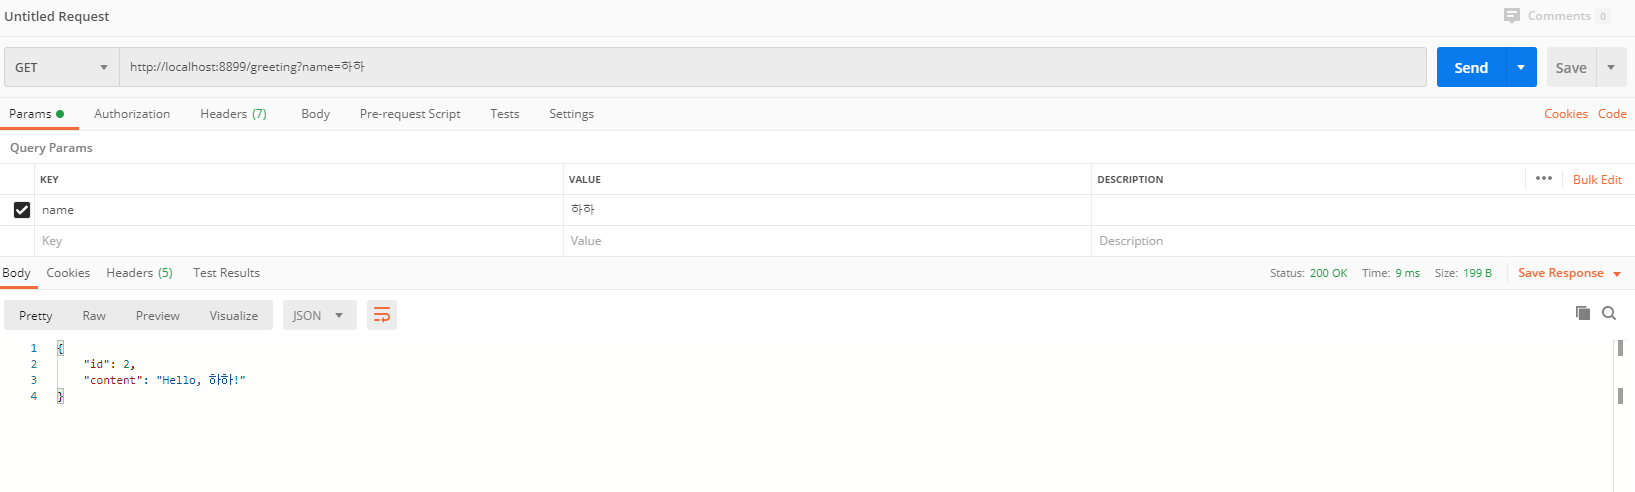 Untitled Request
Comments 0
GET http://localhost:8899/greeting?name=하하 Send Save
Params Authorization Headers (7) Body Pre-request Script Tests Settings Cookies Code
Query Params
KEY VALUE DESCRIPTION ••• Bulk Edit
name 하하
Key Value Description
Body Cookies Headers (5) Test Results Status: 200 OK Time: 9 ms Size: 199 B Save Response
Pretty Raw Preview Visualize JSON
1 {
2 "id": 2,
3 "content": "Hello, 하하!"
4 }